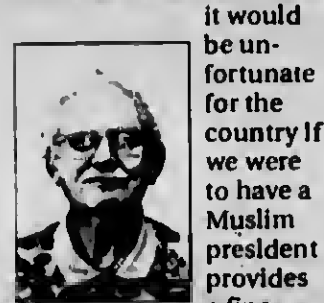 it would
be un-
fortunate
for the
country if
we were
to have a
Muslim
president
provides